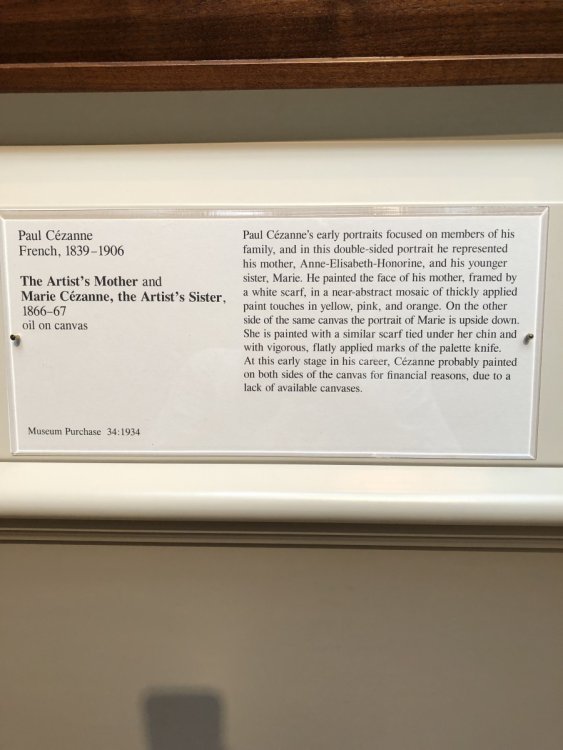 Paul Cézanne
French, 1839–1906
The Artist's Mother and
Marie Cézanne, the Artist's Sister,
1866–67
oil on canvas
Museum Purchase 34:1934
Paul Cézanne's early portraits focused on members of his
family, and in this double-sided portrait he represented
his mother, Anne-Elisabeth-Honorine, and his younger
sister, Marie. He painted the face of his mother, framed by
a white scarf, in a near-abstract mosaic of thickly applied
paint touches in yellow, pink, and orange. On the other
side of the same canvas the portrait of Marie is upside down.
She is painted with a similar scarf tied under her chin and
with vigorous, flatly applied marks of the palette knife.
At this early stage in his career, Cézanne probably painted
on both sides of the canvas for financial reasons, due to a
lack of available canvases.